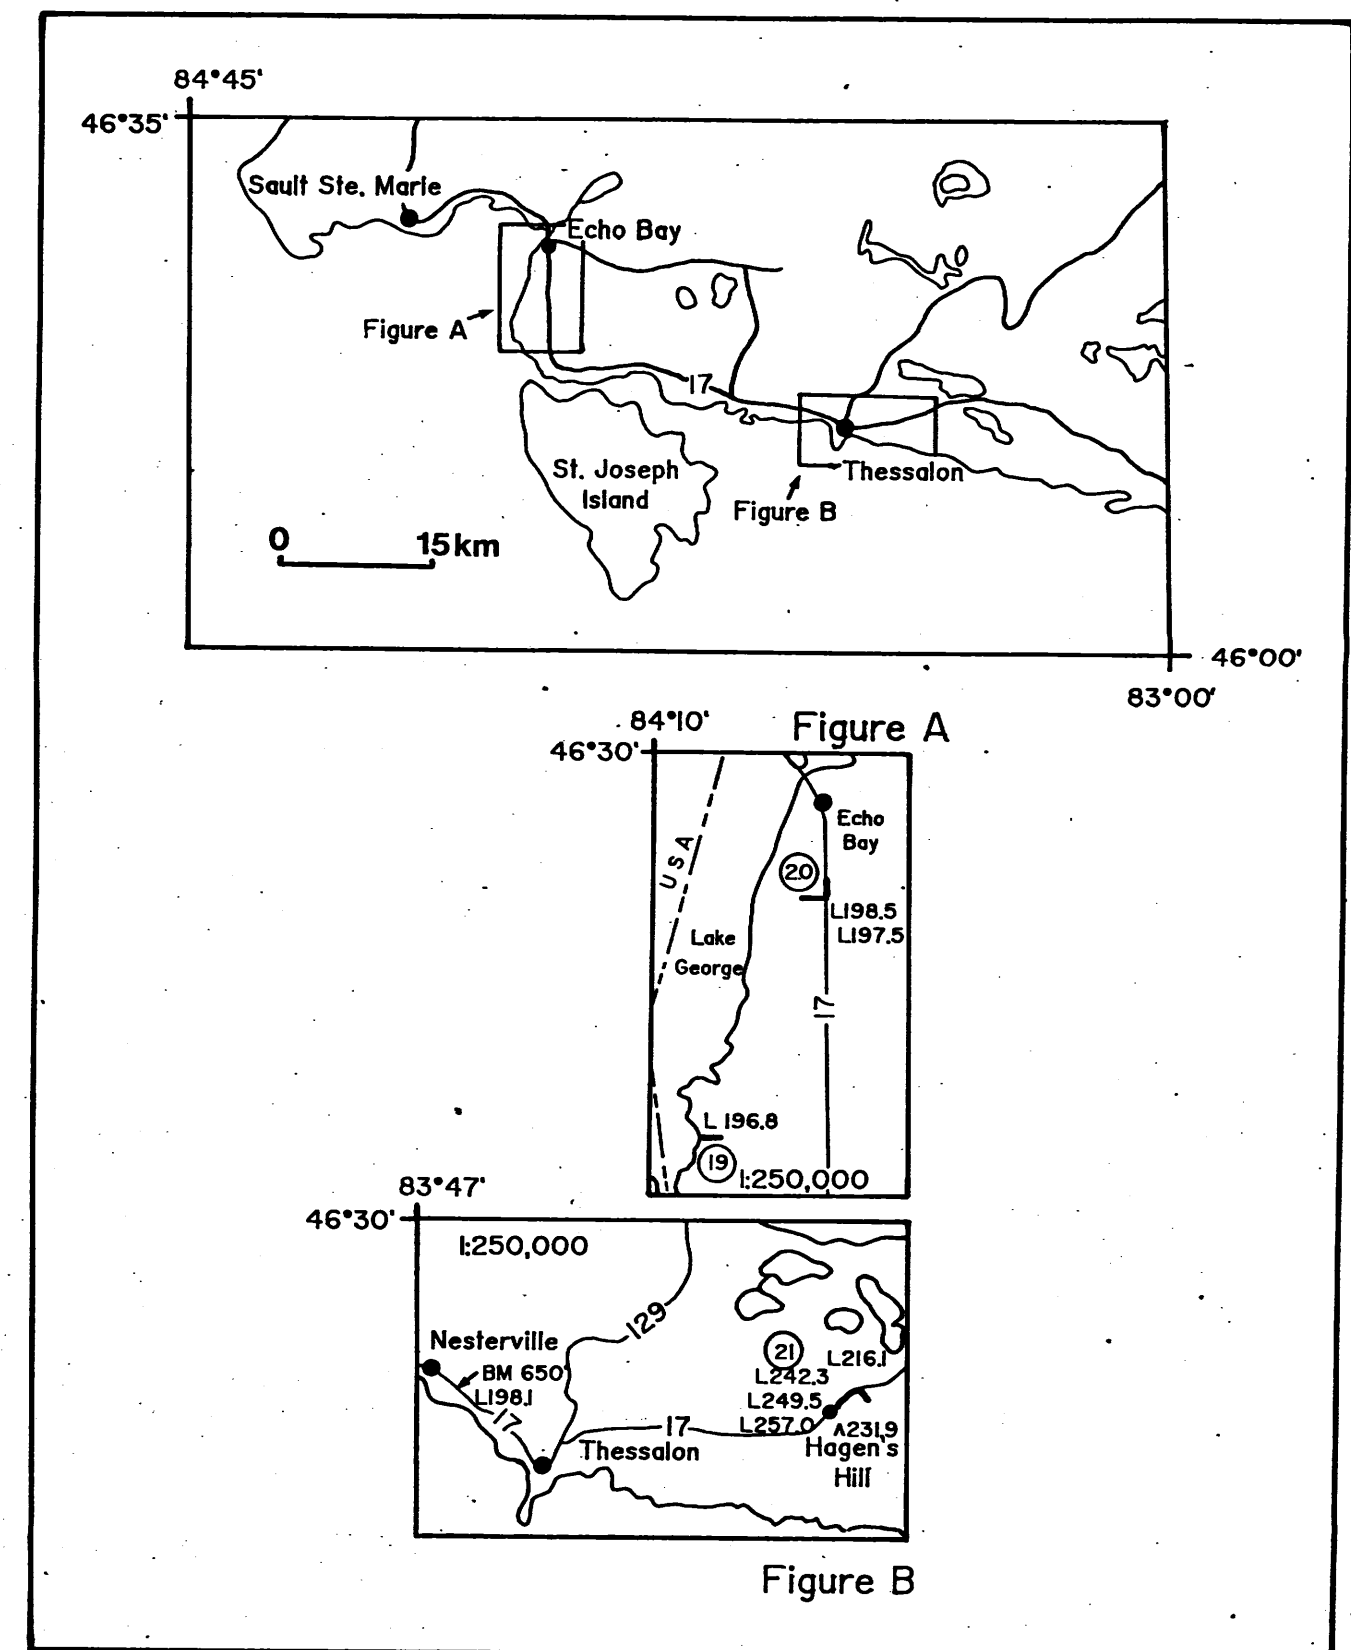 84°45'
46°35'
Sault Ste. Marie
Echo Bay
Figure A
17
St. Joseph
Island
Thessalon
Figure B
0 15km
46°00'
83°00'
Figure A
84°10'
46°30'
Echo
Bay
USA
20
L198.5
L197.5
Lake
George
17
L 196.8
19
1:250,000
83°47'
46°30'
1:250,000
129
Nesterville
BM 650'
L198.1
17
21
L216.1
L242.3
L249.5
L257.0
17
A231.9
Thessalon
Hagen's
Hill
Figure B